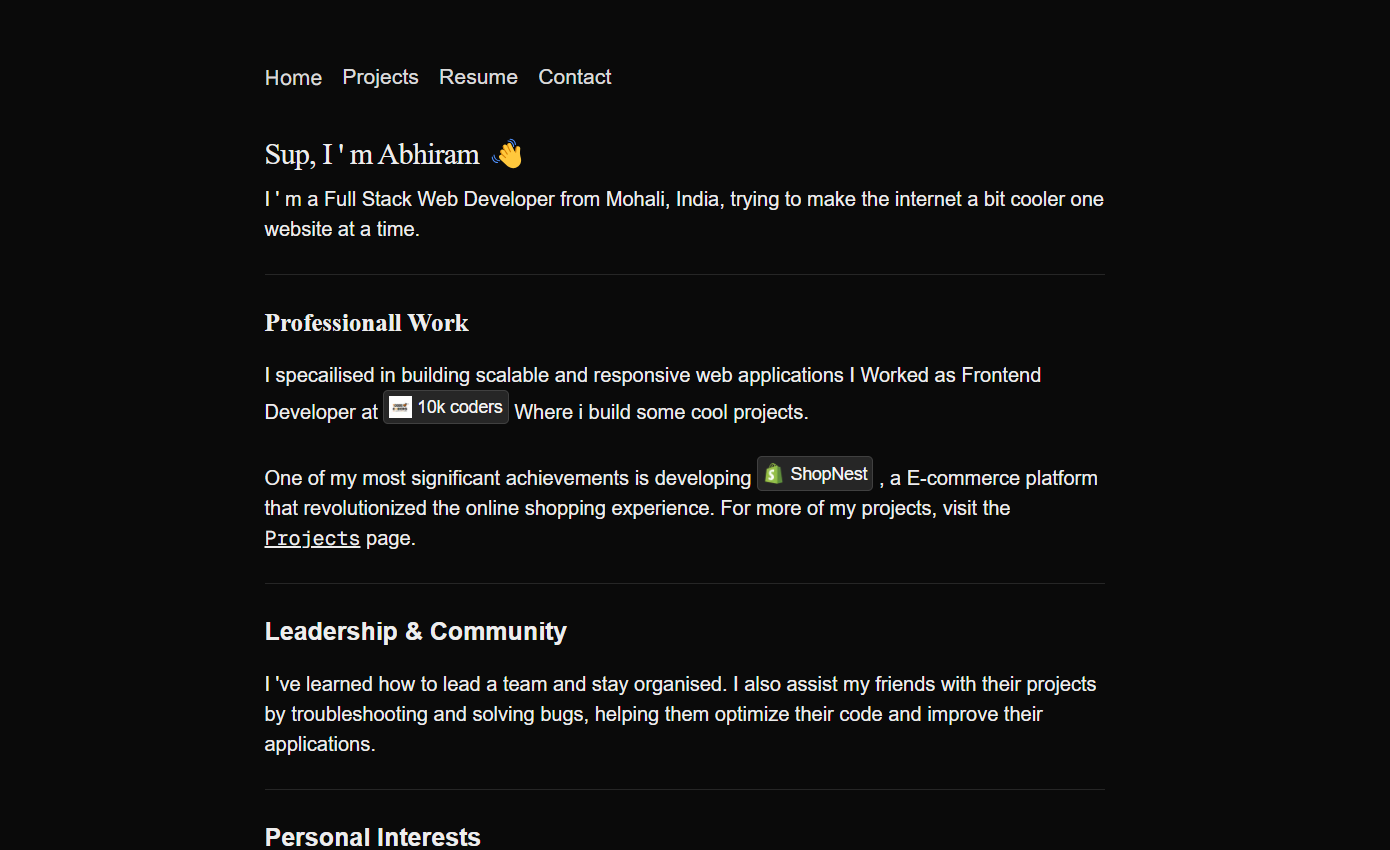 Home Projects Resume Contact
Sup, I ' m Abhiram 👋
I ' m a Full Stack Web Developer from Mohali, India, trying to make the internet a bit cooler one
website at a time.
Professionall Work
I specailised in building scalable and responsive web applications I Worked as Frontend
Developer at 10k coders Where i build some cool projects.
One of my most significant achievements is developing ShopNest , a E-commerce platform
that revolutionized the online shopping experience. For more of my projects, visit the
Projects page.
Leadership & Community
I 've learned how to lead a team and stay organised. I also assist my friends with their projects
by troubleshooting and solving bugs, helping them optimize their code and improve their
applications.
Personal Interests